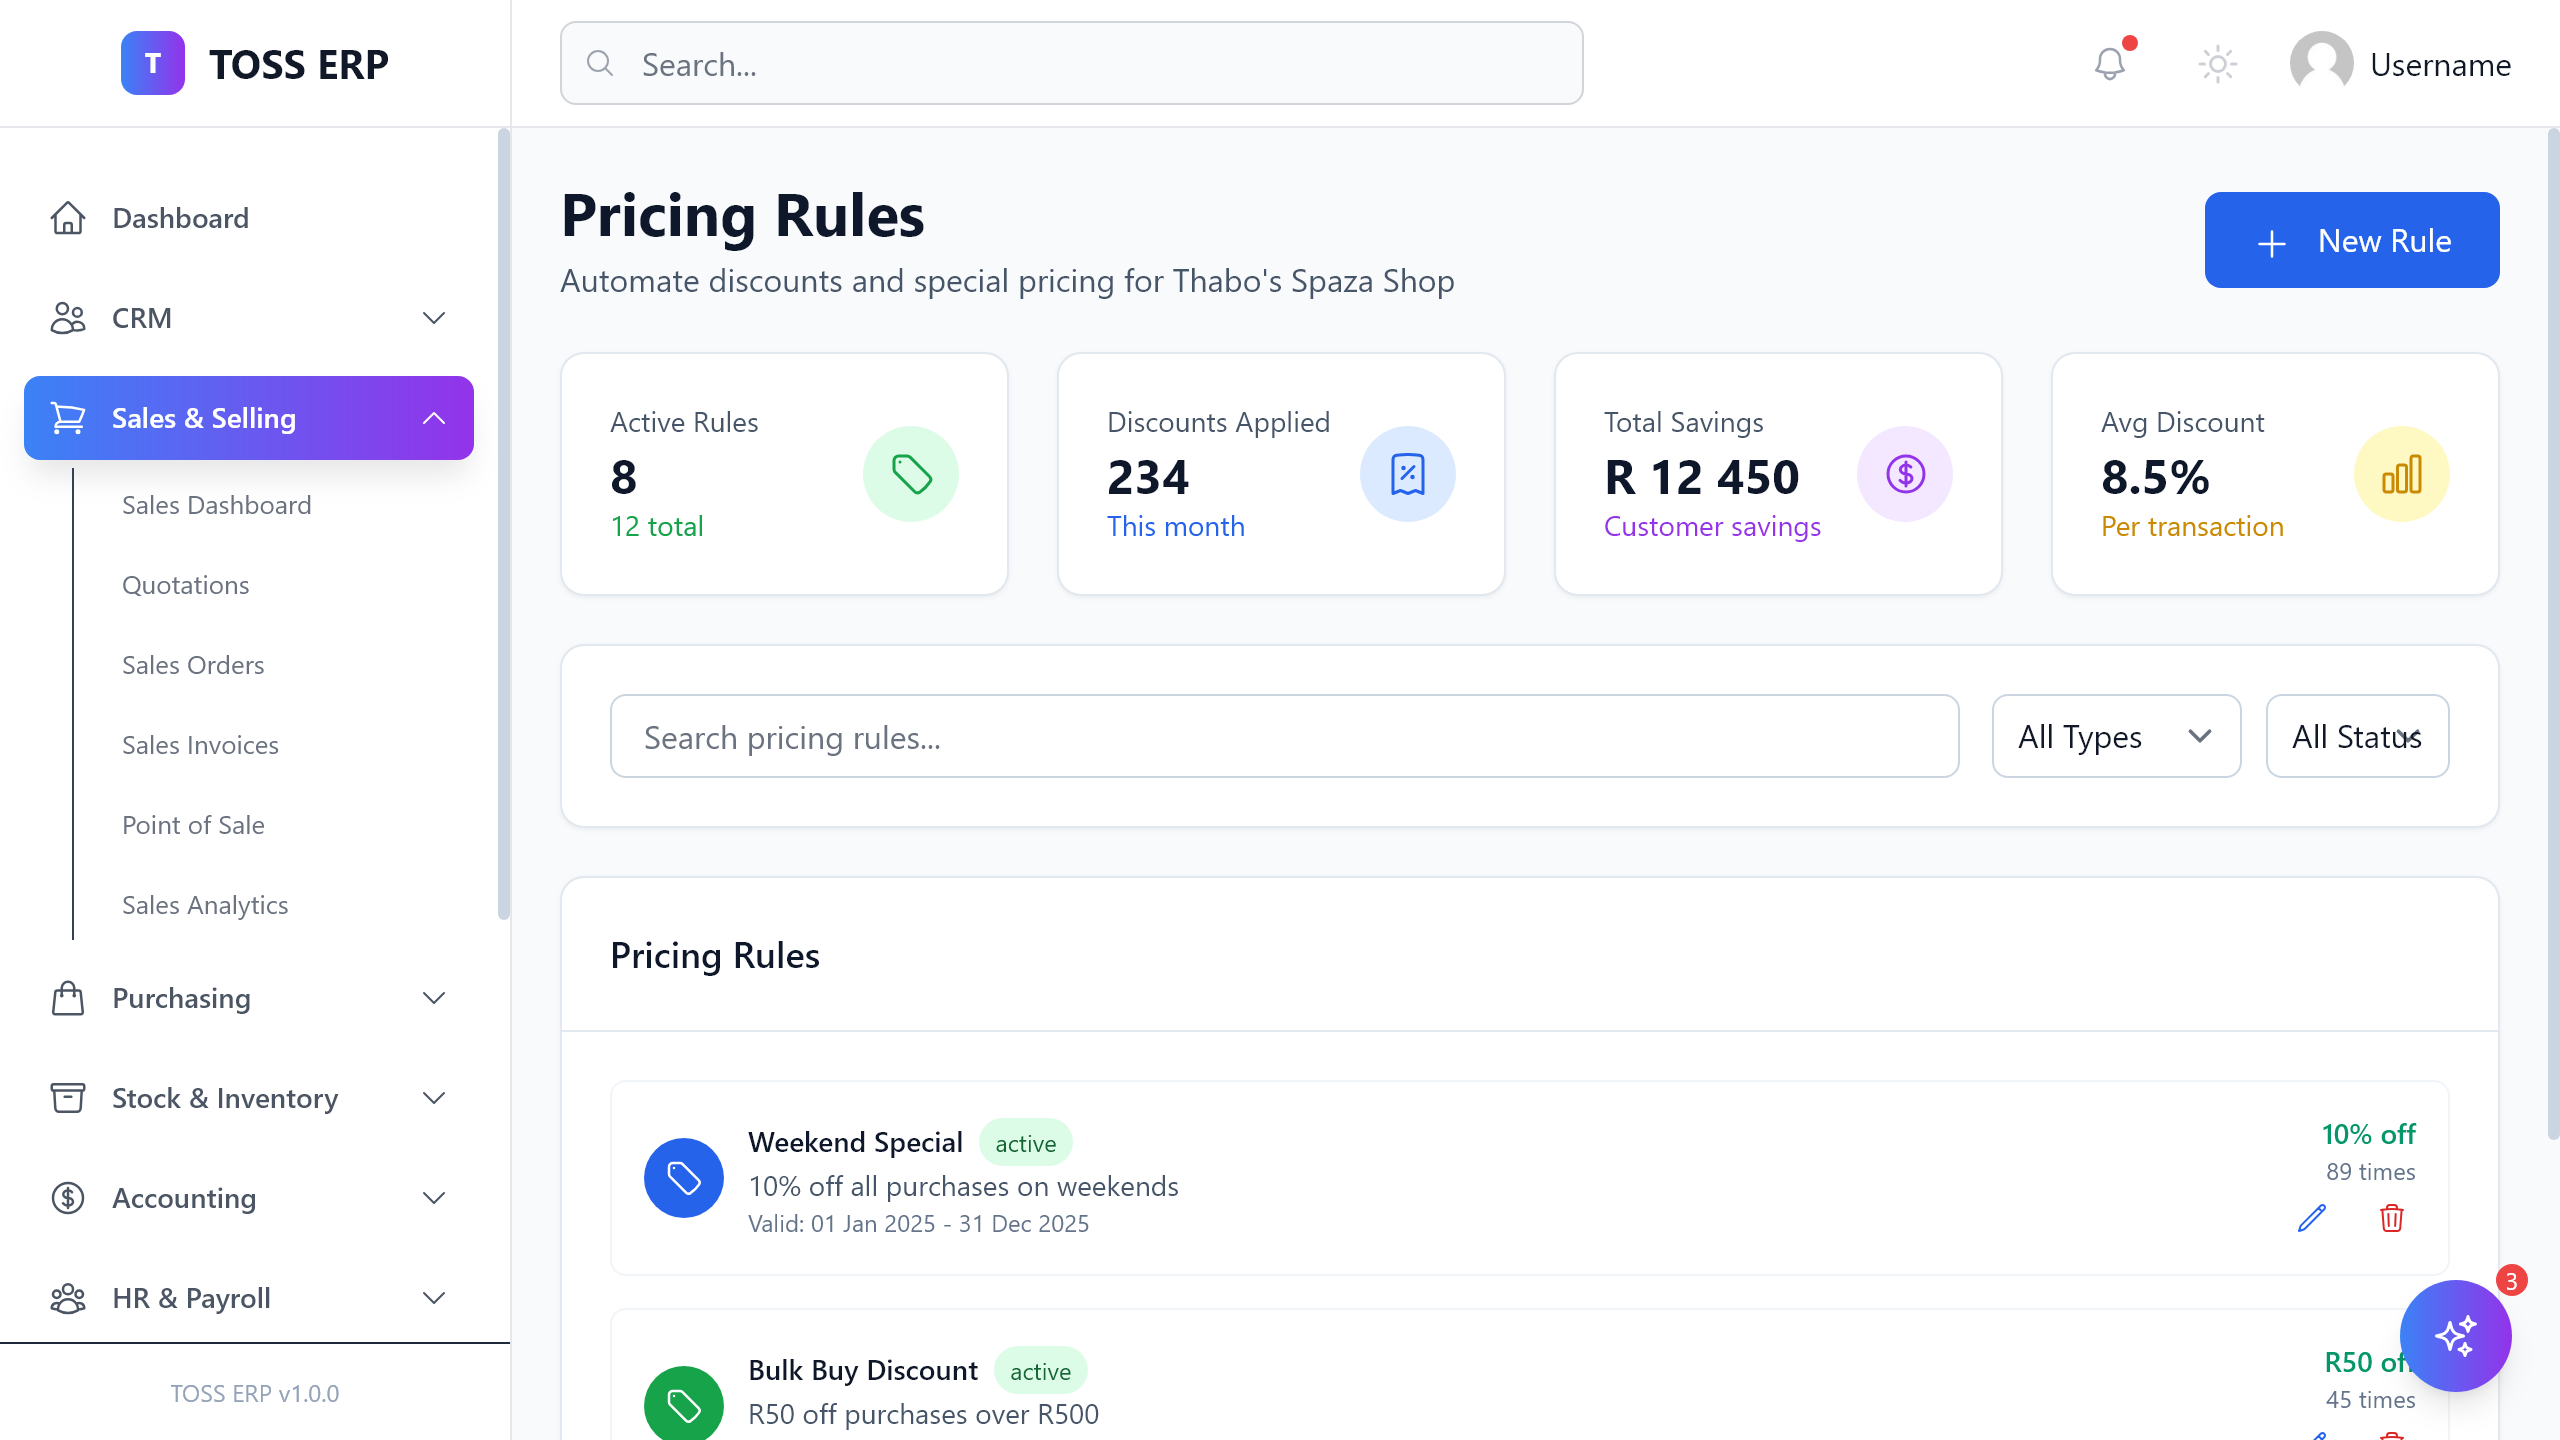 T
TOSS ERP
Search...
Username
Dashboard
CRM
Sales & Selling
Sales Dashboard
Quotations
Sales Orders
Sales Invoices
Point of Sale
Sales Analytics
Purchasing
Stock & Inventory
Accounting
HR & Payroll
TOSS ERP v1.0.0
Pricing Rules
Automate discounts and special pricing for Thabo's Spaza Shop
New Rule
Active Rules
8
12 total
Discounts Applied
234
This month
Total Savings
R 12 450
Customer savings
Avg Discount
8.5%
Per transaction
Search pricing rules...
All Types
All Status
Pricing Rules
Weekend Special
active
10% off all purchases on weekends
Valid: 01 Jan 2025 - 31 Dec 2025
10% off
89 times
Bulk Buy Discount
active
R50 off purchases over R500
R50 off
45 times
3